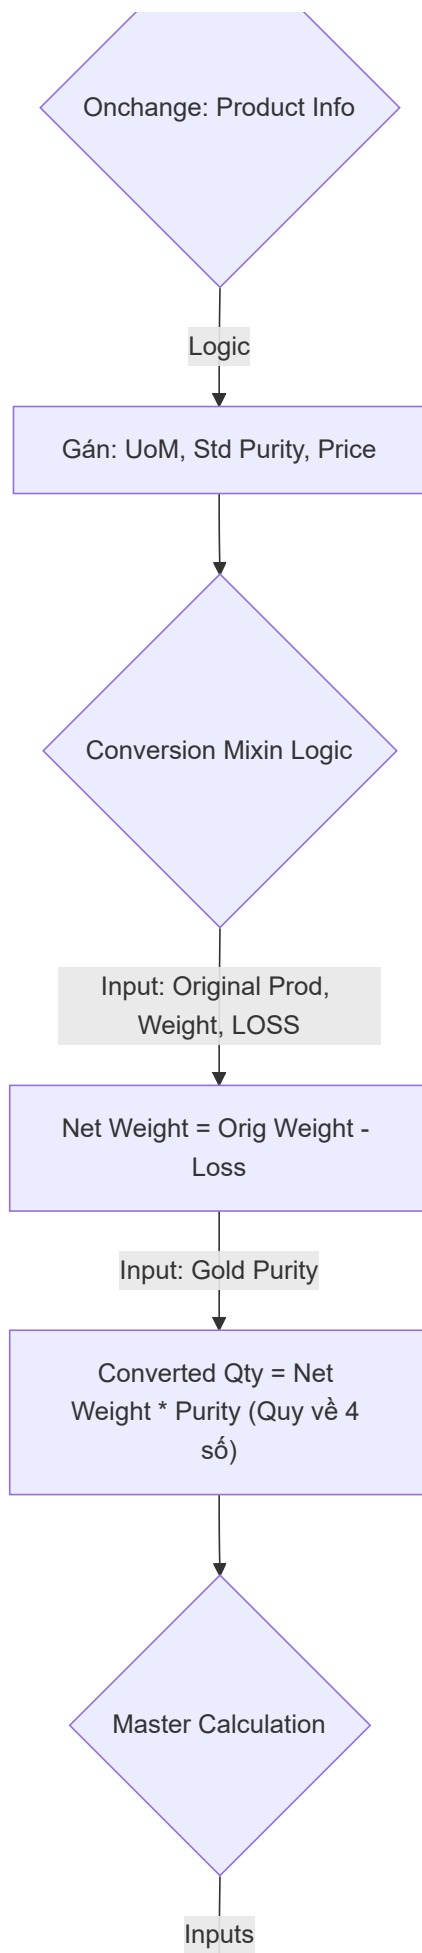 Onchange: Product Info
Logic
Gán: UoM, Std Purity, Price
Conversion Mixin Logic
Input: Original Prod,
Weight, LOSS
Net Weight = Orig Weight -
Loss
Input: Gold Purity
Converted Qty = Net
Weight * Purity (Quy về 4
số)
Master Calculation
Inputs